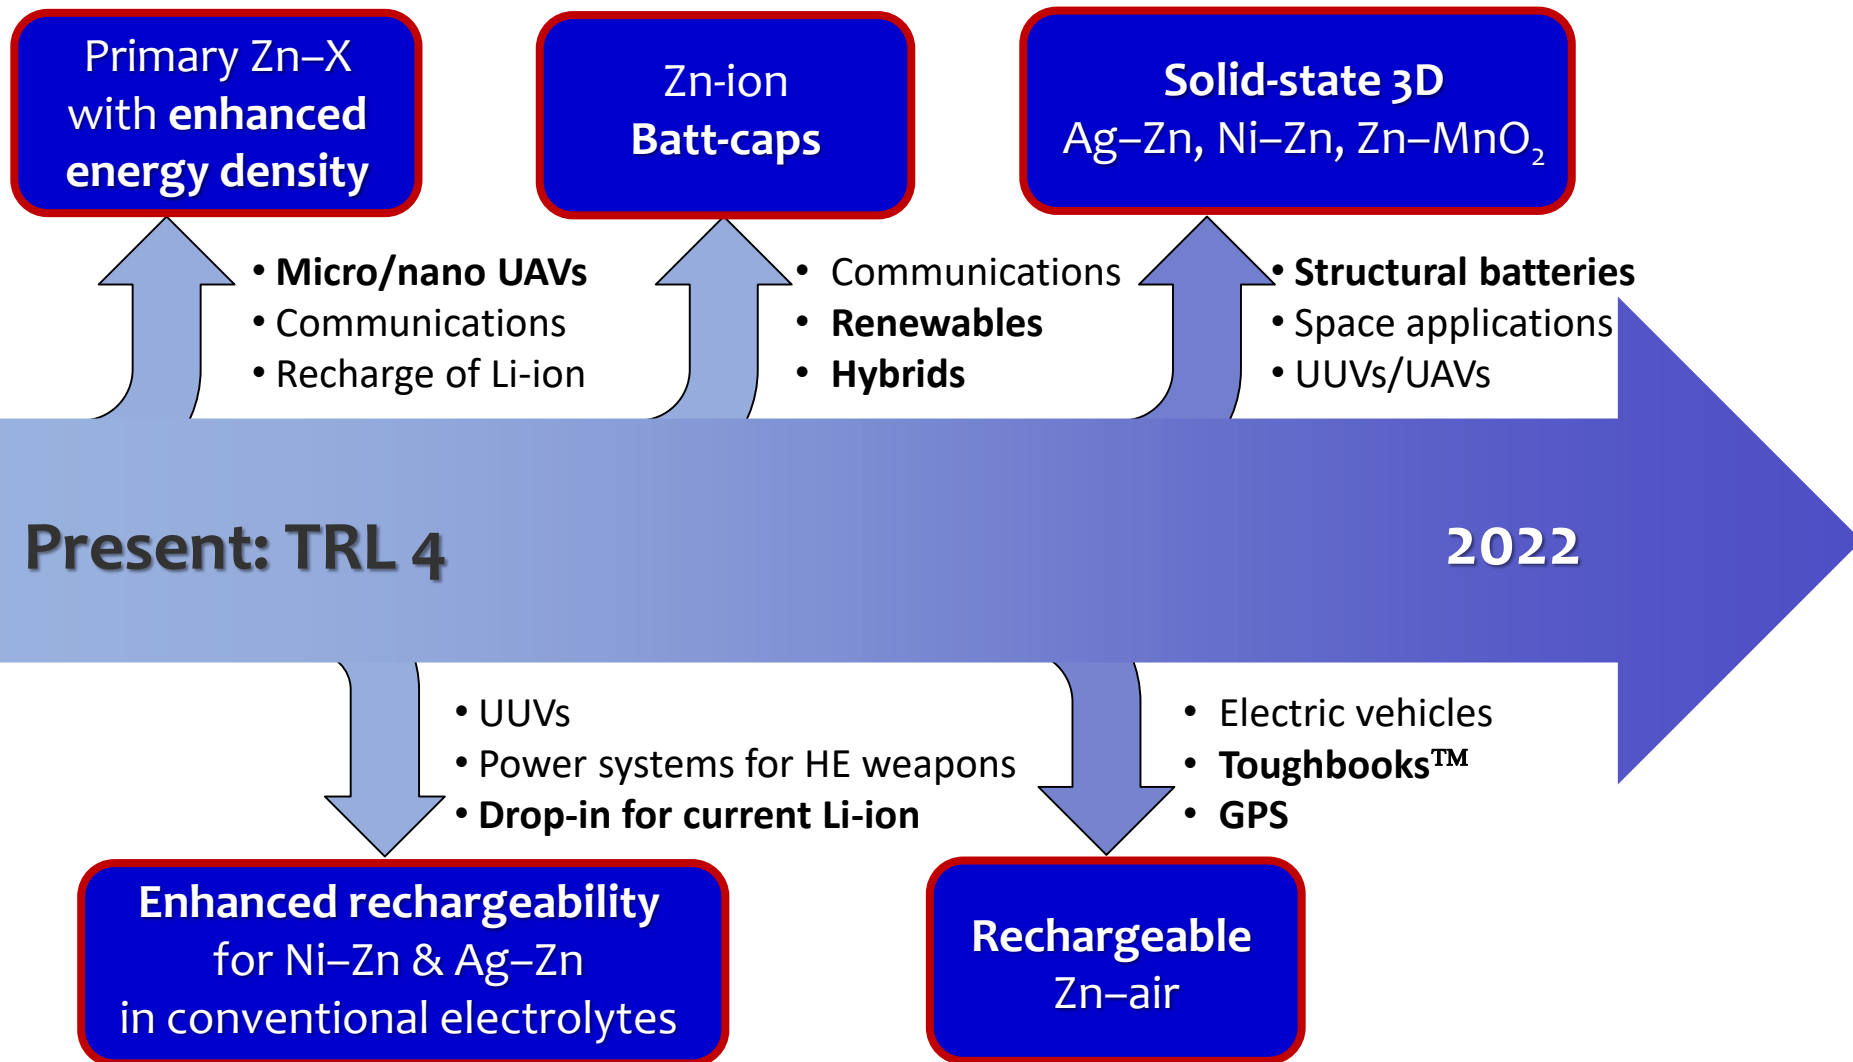 Primary Zn–X
with enhanced
energy density
Zn-ion
Batt-caps
Solid-state 3D
Ag–Zn, Ni–Zn, Zn–MnO₂
• Micro/nano UAVs
• Communications
• Recharge of Li-ion
• Communications
• Renewables
• Hybrids
• Structural batteries
• Space applications
• UUVs/UAVs
Present: TRL 4
2022
• UUVs
• Power systems for HE weapons
• Drop-in for current Li-ion
• Electric vehicles
• Toughbooks™
• GPS
Enhanced rechargeability
for Ni–Zn & Ag–Zn
in conventional electrolytes
Rechargeable
Zn–air